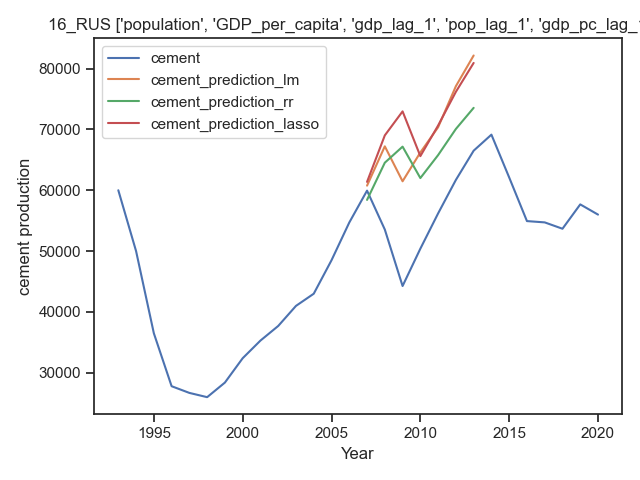 16_RUS ['population', 'GDP_per_capita', 'gdp_lag_1', 'pop_lag_1', 'gdp_pc_lag_
cement
cement_prediction_lm
cement_prediction_rr
cement_prediction_lasso
80000
70000
60000
50000
40000
30000
cement production
1995
2000
2005
2010
2015
2020
Year